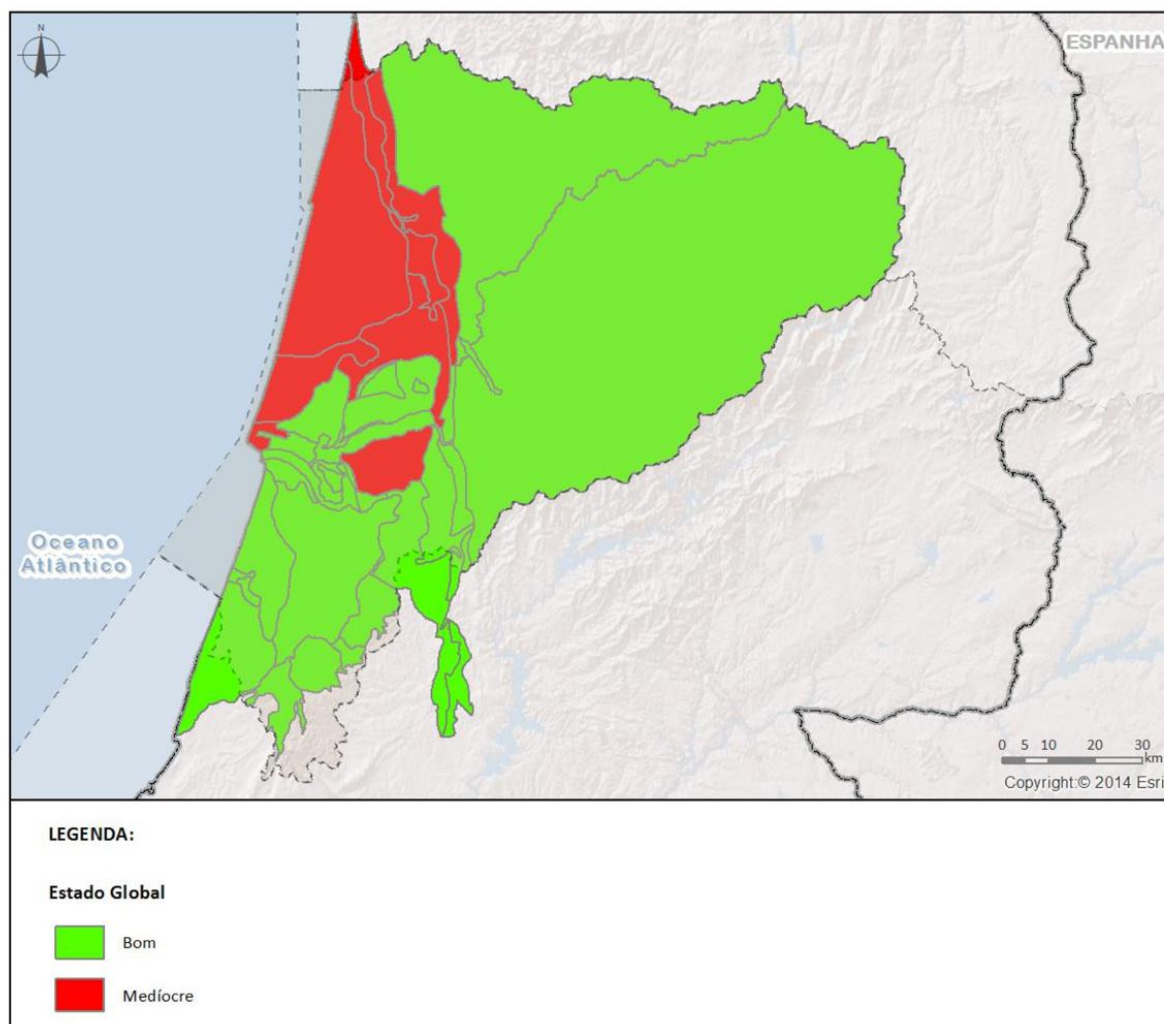 N
ESPANHA
Oceano
Atlântico
0 5 10 20 30
km
Copyright:© 2014 Esri
LEGENDA:
Estado Global
Bom
Medíocre